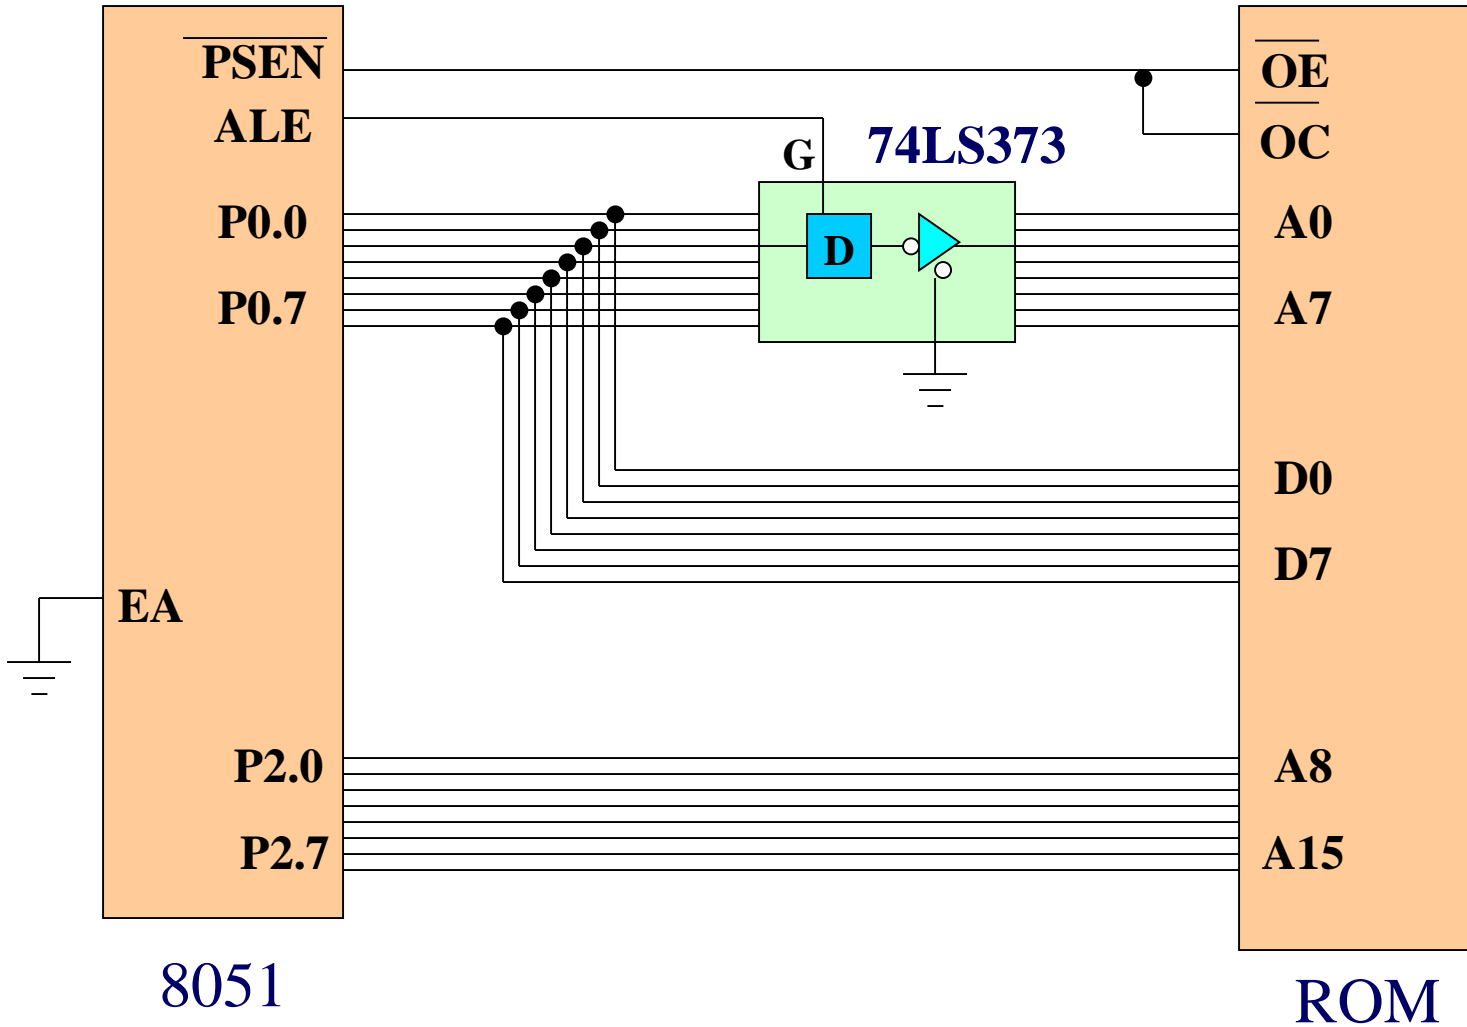 PSEN
ALE
P0.0
P0.7
EA
P2.0
P2.7
8051
G
74LS373
D
OE
OC
A0
A7
D0
D7
A8
A15
ROM